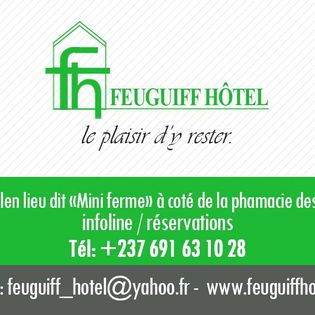 fh FEUGUIFF HÔTEL
le plaisir d'y rester.
len lieu dit «Mini ferme» à coté de la phamacie des
infoline / réservations
Tél: +237 691 63 10 28
: feuguiff_hotel@yahoo.fr - www.feuguiffho